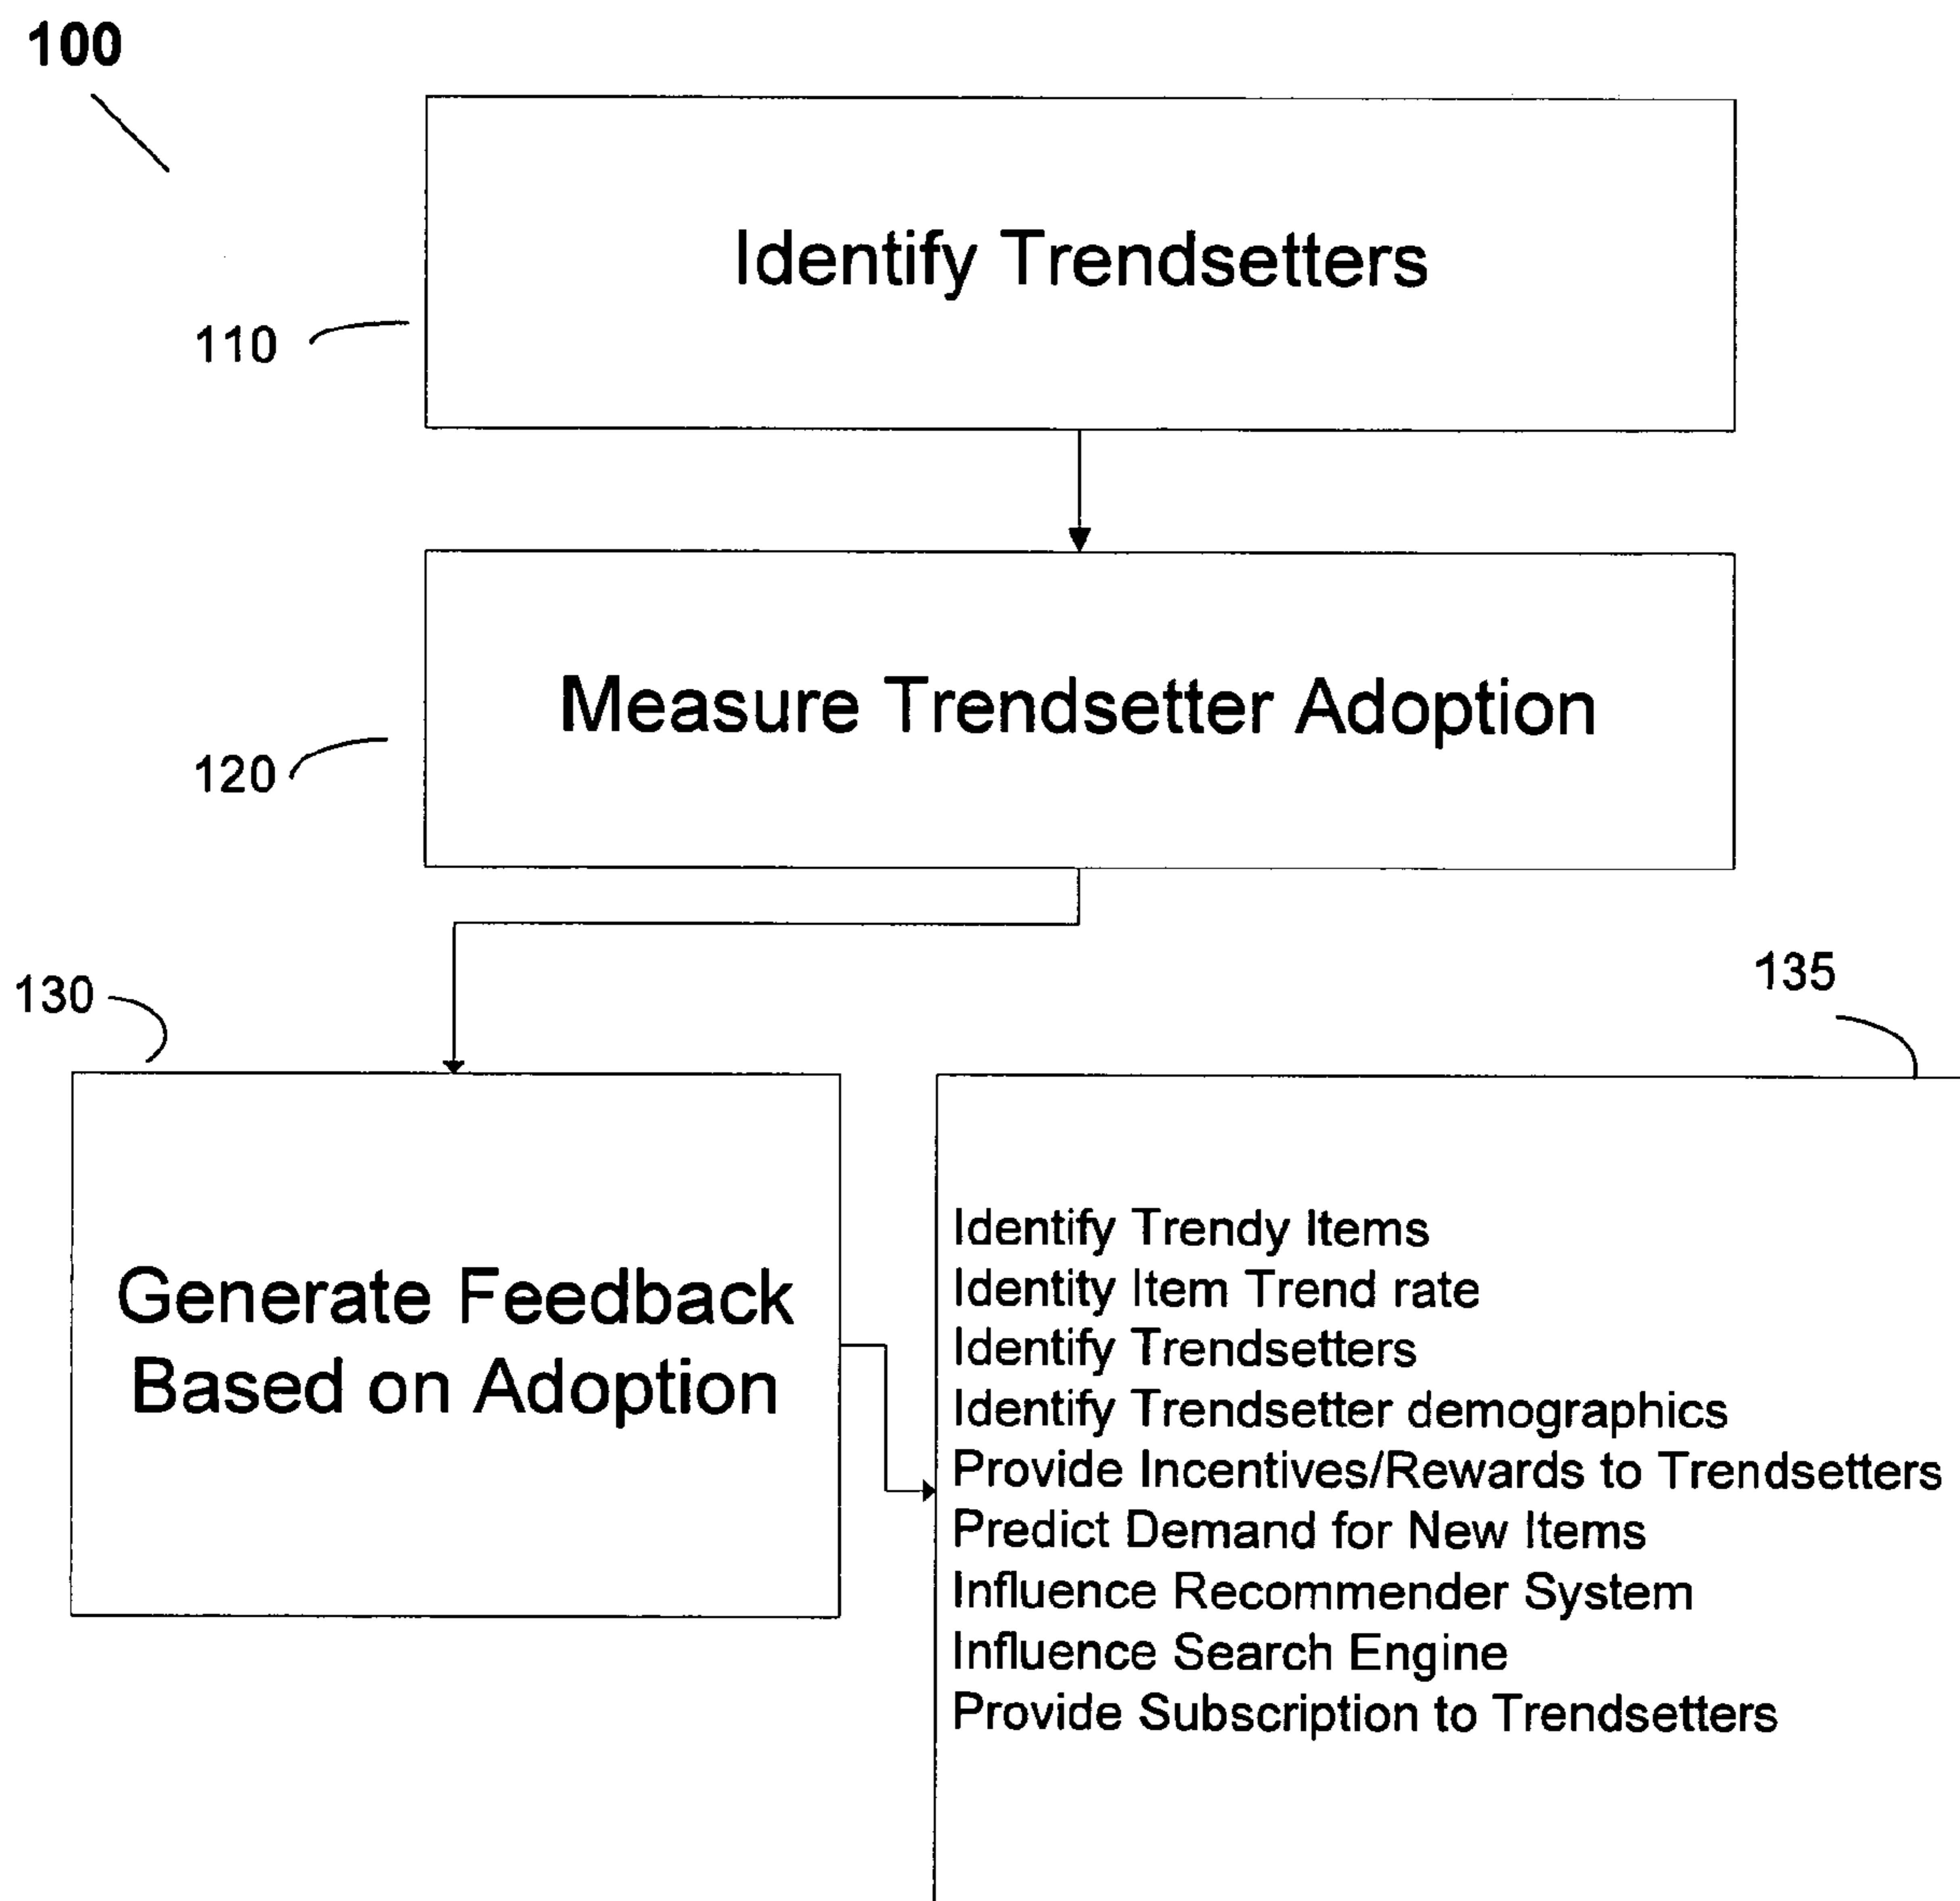 100
Identify Trendsetters
110
Measure Trendsetter Adoption
120
130
135
Generate Feedback
Based on Adoption
Identify Trendy Items
Identity Item Trend rate
Identify Trendsetters
Identify Trendsetter demographics
Provide Incentives/Rewards to Trendsetters
Predict Demand for New Items
Influence Recommender System
Influence Search Engine
Provide Subscription to Trendsetters